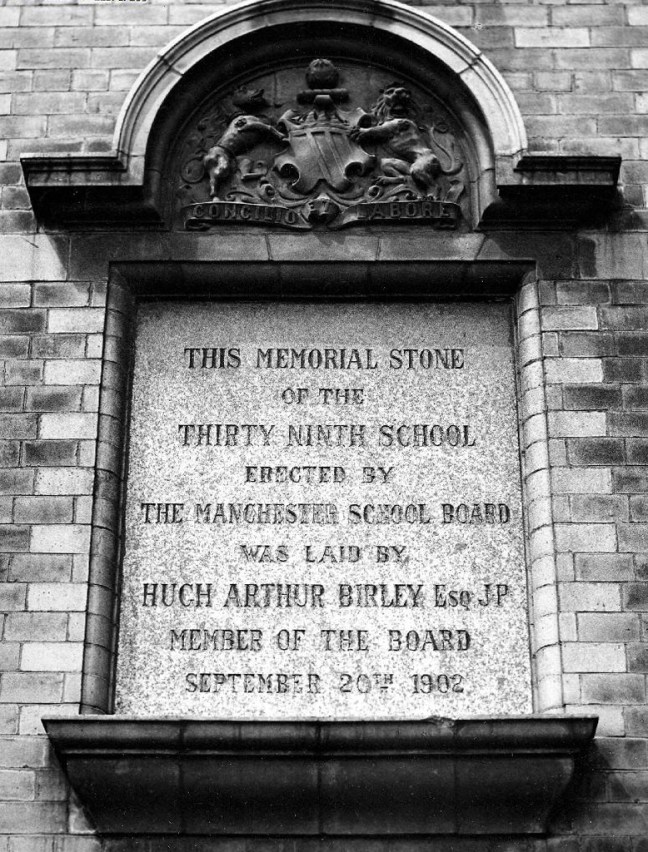 CONCILIO LABORE
THIS MEMORIAL STONE
OF THE
THIRTY NINTH SCHOOL
ERECTED BY
THE MANCHESTER SCHOOL BOARD
WAS LAID BY
HUGH ARTHUR BIRLEY ESQ JP
MEMBER OF THE BOARD
SEPTEMBER 20TH 1902